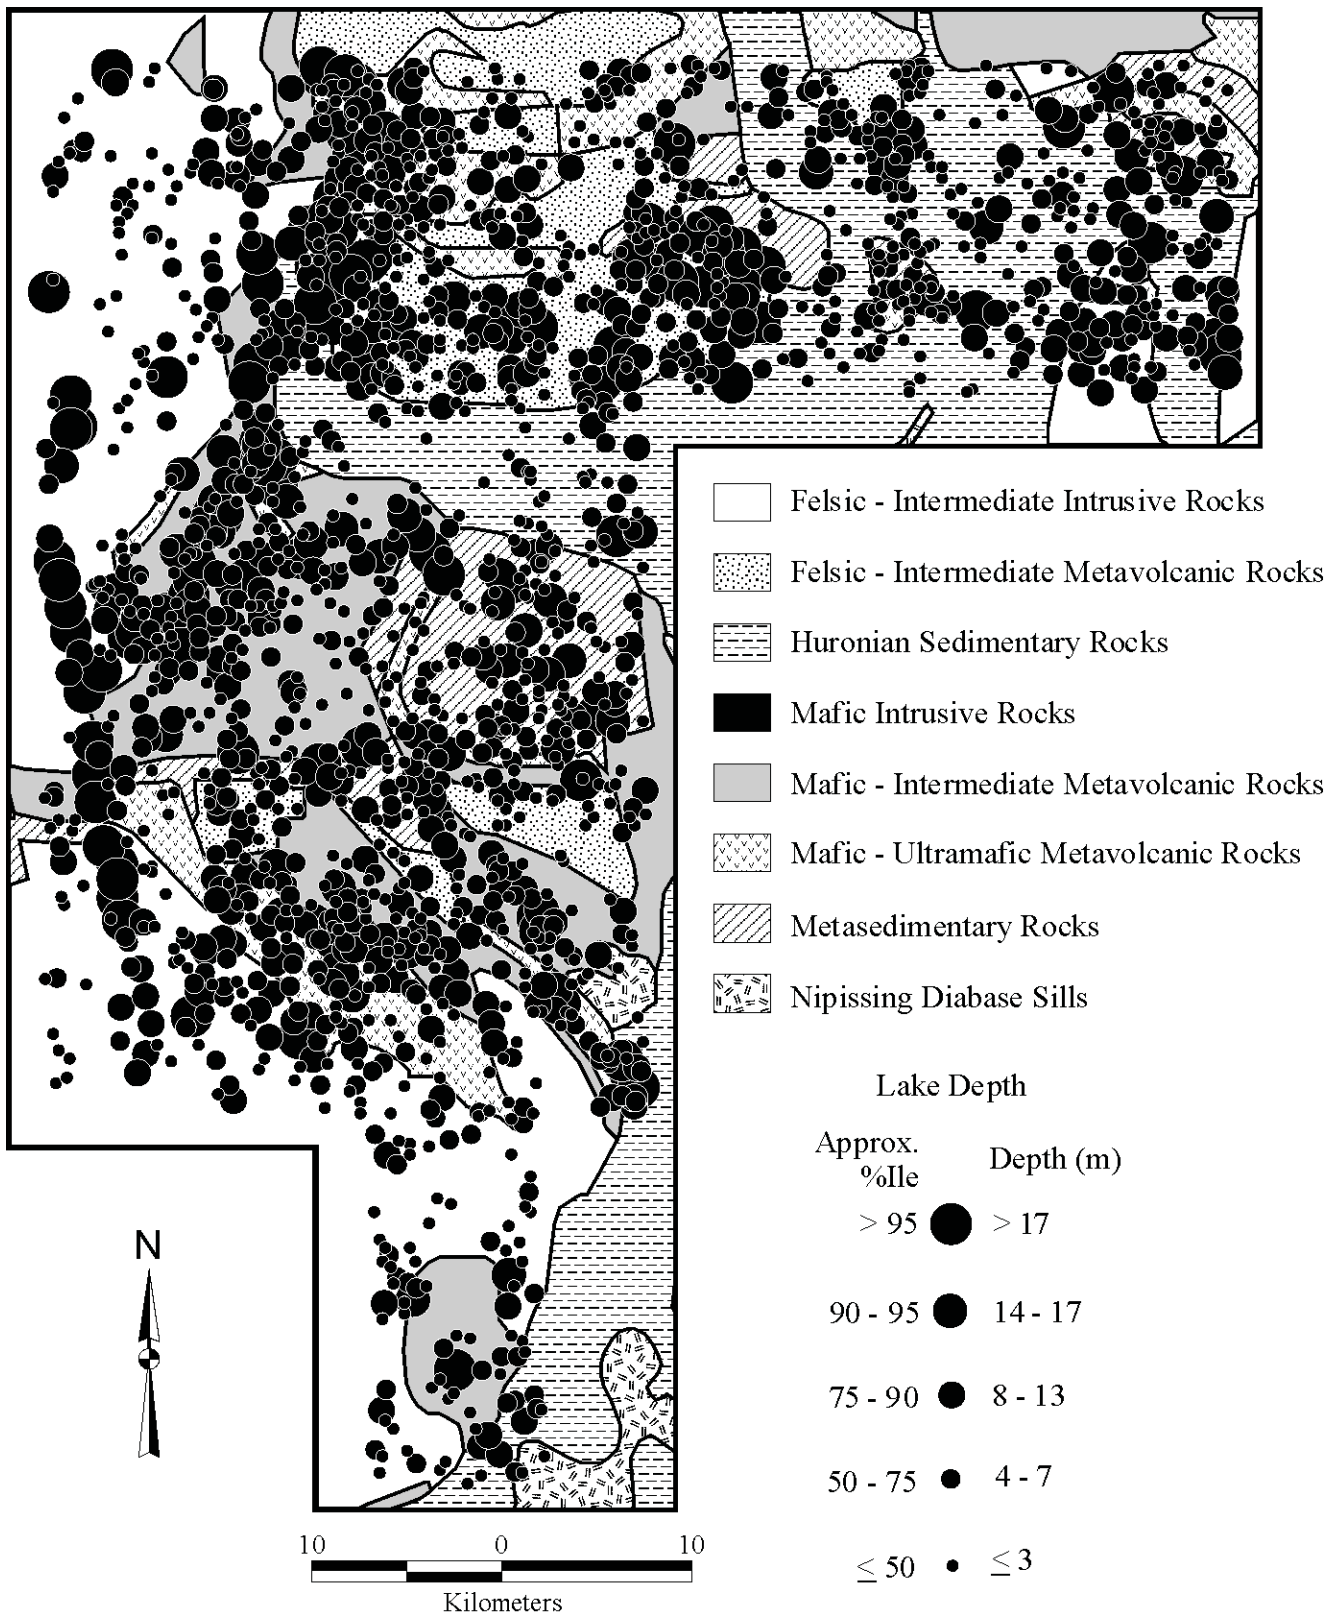 Felsic - Intermediate Intrusive Rocks
Felsic - Intermediate Metavolcanic Rocks
Huronian Sedimentary Rocks
Mafic Intrusive Rocks
Mafic - Intermediate Metavolcanic Rocks
Mafic - Ultramafic Metavolcanic Rocks
Metasedimentary Rocks
Nipissing Diabase Sills
Lake Depth
Approx.
%Ile
Depth (m)
> 95
> 17
90 - 95
14 - 17
75 - 90
8 - 13
50 - 75
4 - 7
≤ 50
≤ 3
N
10
0
10
Kilometers